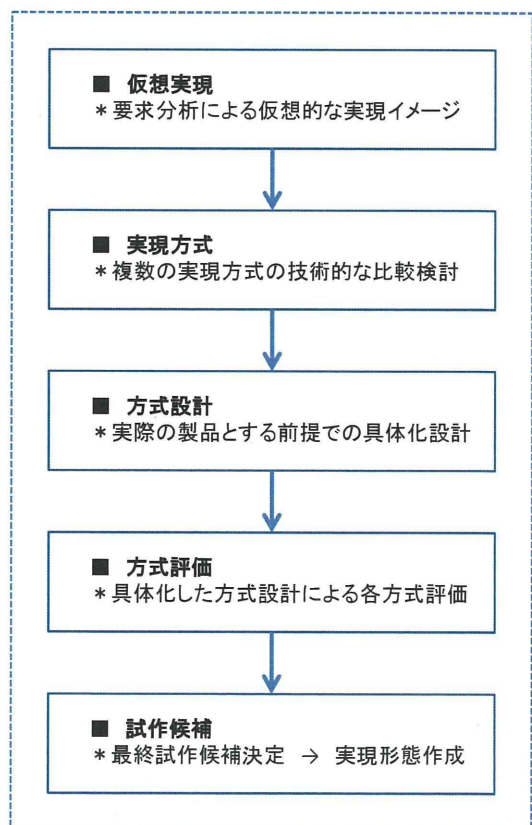 ■ 仮想実現
＊要求分析による仮想的な実現イメージ
■ 実現方式
＊複数の実現方式の技術的な比較検討
■ 方式設計
＊実際の製品とする前提での具体化設計
■ 方式評価
＊具体化した方式設計による各方式評価
■ 試作候補
＊最終試作候補決定 → 実現形態作成